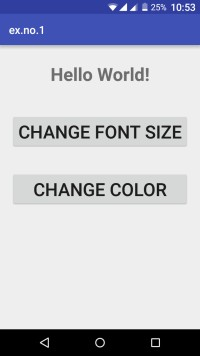 25% 10:53
ex.no.1
Hello World!
CHANGE FONT SIZE
CHANGE COLOR